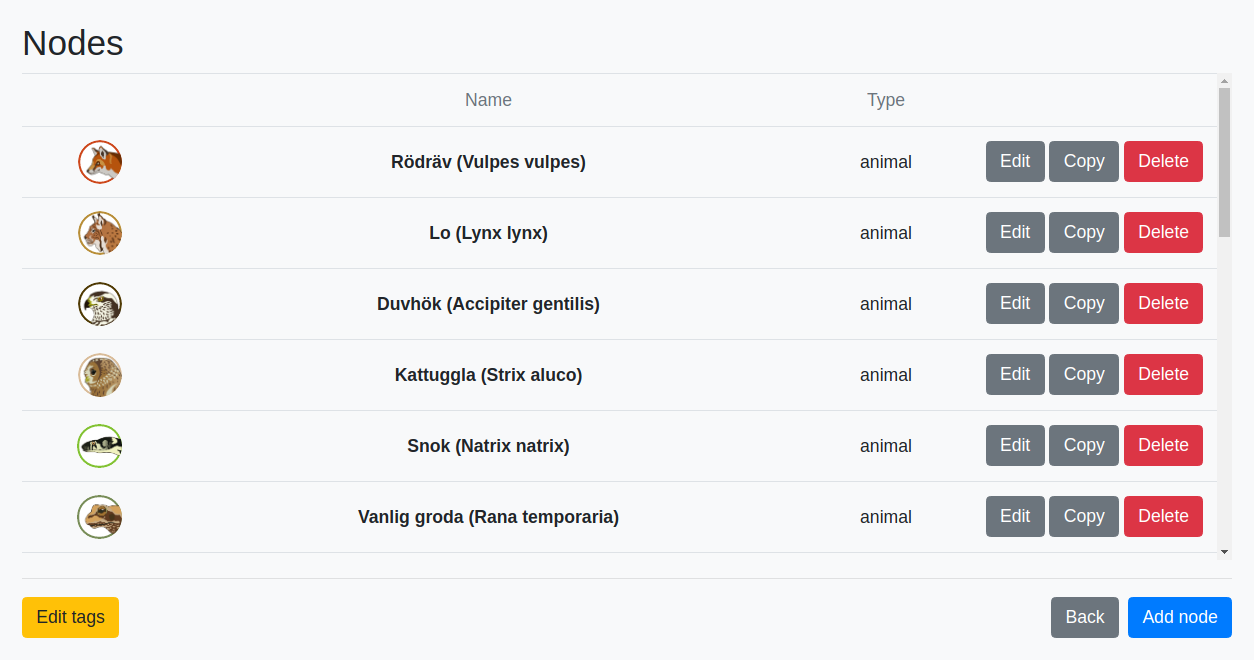 Nodes
Name Type
Rödräv (Vulpes vulpes) animal Edit Copy Delete
Lo (Lynx lynx) animal Edit Copy Delete
Duvhök (Accipiter gentilis) animal Edit Copy Delete
Kattuggla (Strix aluco) animal Edit Copy Delete
Snok (Natrix natrix) animal Edit Copy Delete
Vanlig groda (Rana temporaria) animal Edit Copy Delete
Edit tags Back Add node